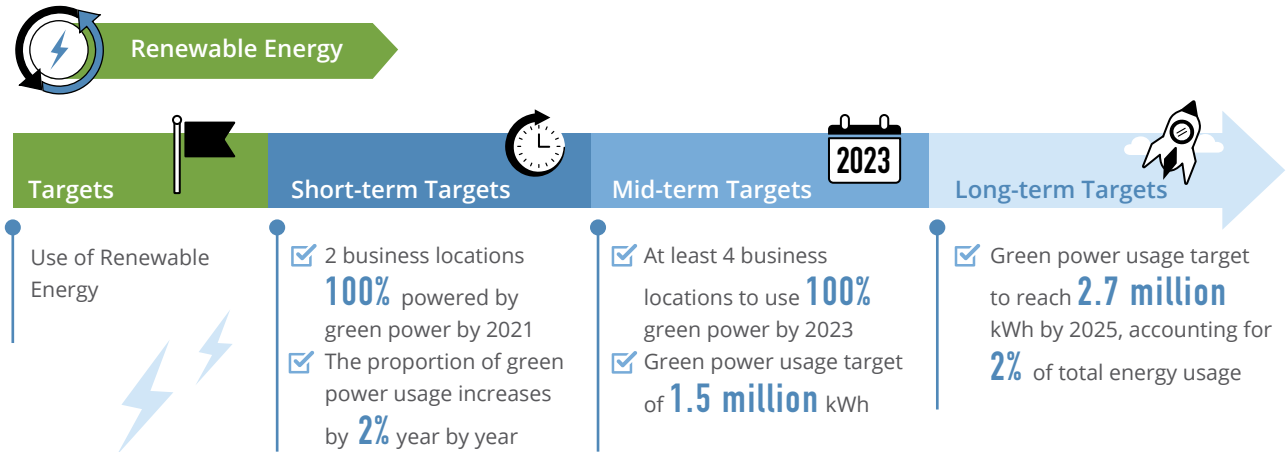 Renewable Energy
Targets
Short-term Targets
Mid-term Targets
2023
Long-term Targets
Use of Renewable
Energy
2 business locations
100% powered by
green power by 2021
The proportion of green
power usage increases
by 2% year by year
At least 4 business
locations to use 100%
green power by 2023
Green power usage target
of 1.5 million kWh
Green power usage target
to reach 2.7 million
kWh by 2025, accounting for
2% of total energy usage